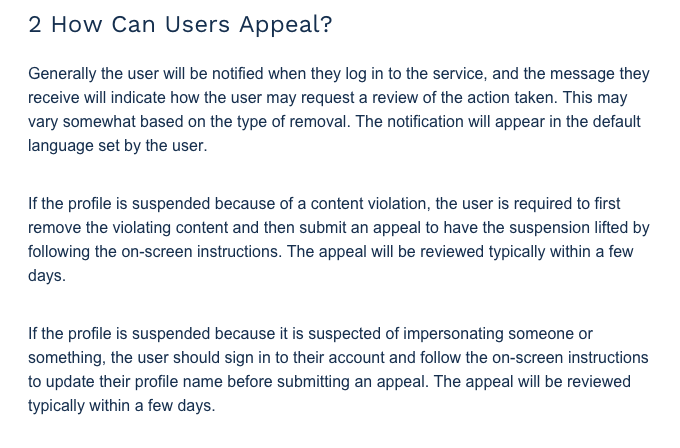 2 How Can Users Appeal?
Generally the user will be notified when they log in to the service, and the message they
receive will indicate how the user may request a review of the action taken. This may
vary somewhat based on the type of removal. The notification will appear in the default
language set by the user.
If the profile is suspended because of a content violation, the user is required to first
remove the violating content and then submit an appeal to have the suspension lifted by
following the on-screen instructions. The appeal will be reviewed typically within a few
days.
If the profile is suspended because it is suspected of impersonating someone or
something, the user should sign in to their account and follow the on-screen instructions
to update their profile name before submitting an appeal. The appeal will be reviewed
typically within a few days.